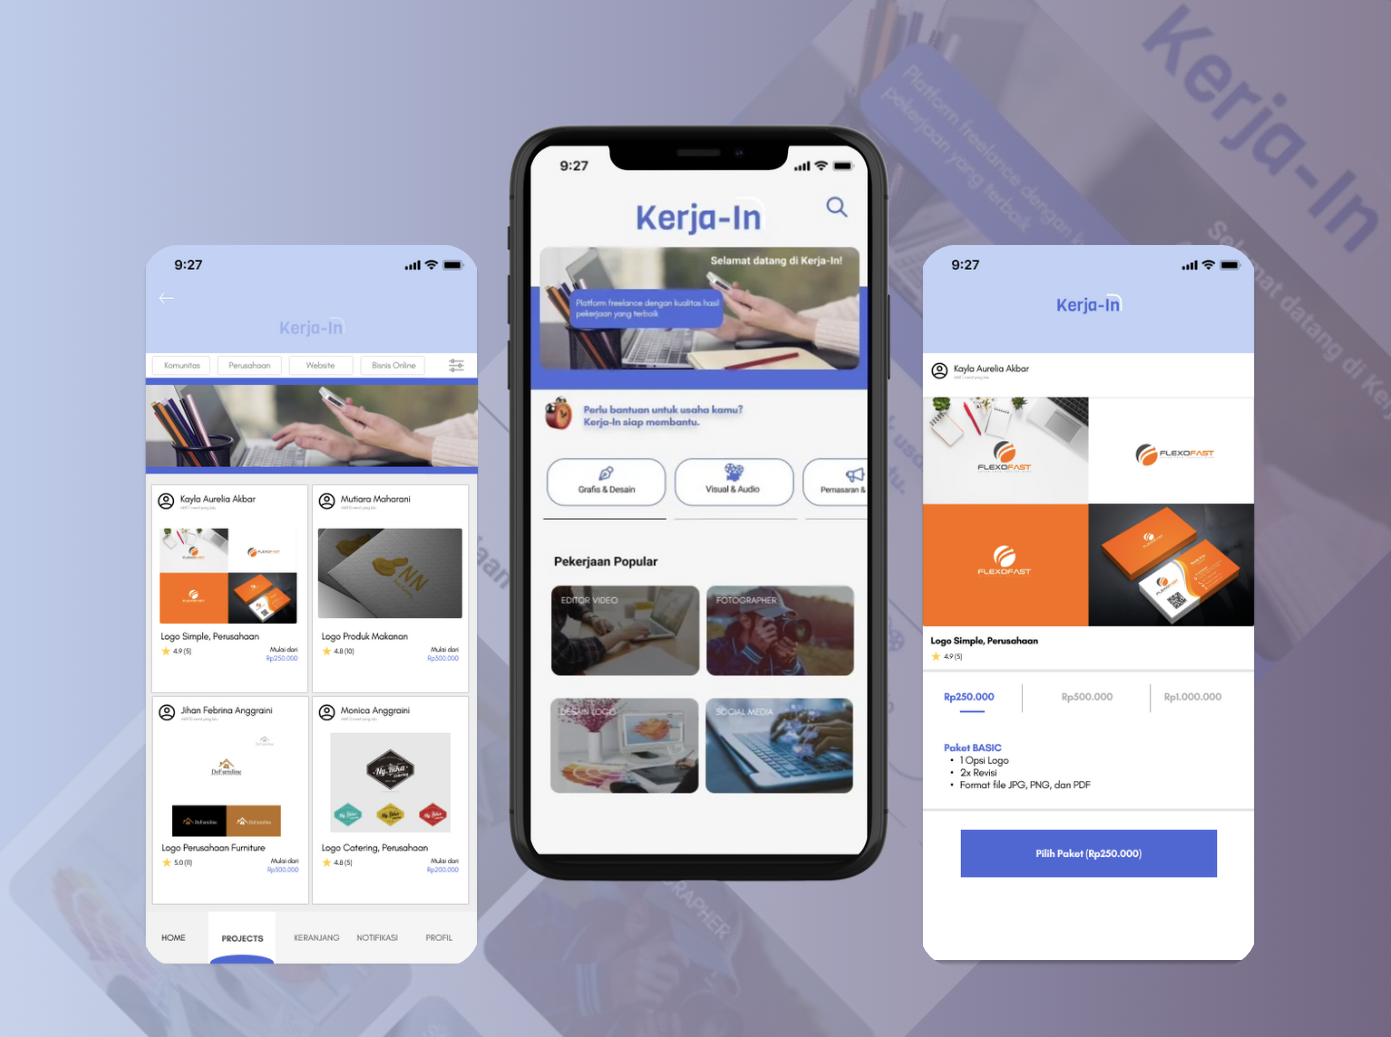 Kerja-In
Platform freelance dengan kualitas hasil
pekerjaan yang terbaik
Selamat datang di Kerja-In!
9:27
Kerja-In
Komunitas
Perusahaan
Website
Bisnis Online
Kayla Aurelia Akbar
FLEXOFAST
FLEXOFAST
Logo Simple, Perusahaan
4.9 (5)
Mulai dari
Rp250.000
Mutiara Maharani
NN
Logo Produk Makanan
4.8 (10)
Mulai dari
Rp500.000
Jihan Febrina Anggraini
DeFurniline
Logo Perusahaan Furniture
5.0 (11)
Mulai dari
Rp300.000
Monica Anggraini
Logo Catering, Perusahaan
4.8 (5)
Mulai dari
Rp200.000
HOME
PROJECTS
KERANJANG
NOTIFIKASI
PROFIL
9:27
Kerja-In
Selamat datang di Kerja-In!
Platform freelance dengan kualitas hasil
pekerjaan yang terbaik
Perlu bantuan untuk usaha kamu?
Kerja-In siap membantu.
Grafis & Desain
Visual & Audio
Pemasaran &
Pekerjaan Popular
EDITOR VIDEO
FOTOGRAPHER
DESAIN LOGO
SOCIAL MEDIA
9:27
Kerja-In
Kayla Aurelia Akbar
FLEXOFAST
FLEXOFAST
FLEXOFAST
Logo Simple, Perusahaan
4.9 (5)
Rp250.000
Rp500.000
Rp1.000.000
Paket BASIC
• 1 Opsi Logo
• 2x Revisi
• Format file JPG, PNG, dan PDF
Pilih Paket (Rp250.000)